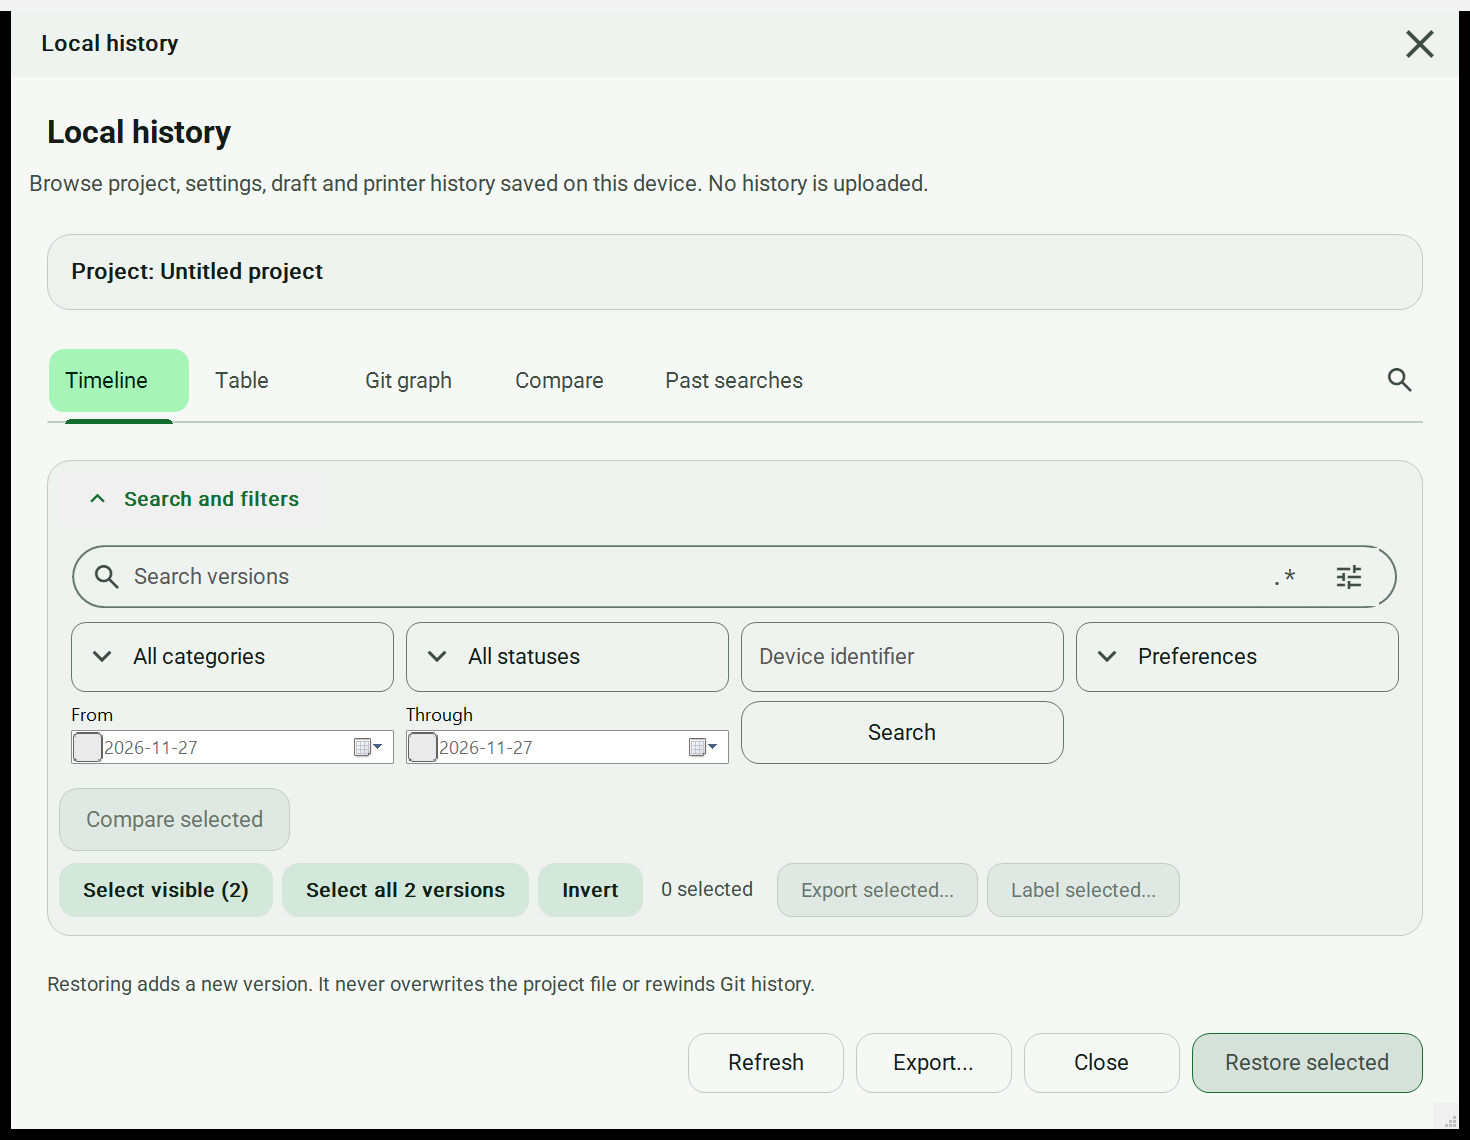 Local history
Local history
Browse project, settings, draft and printer history saved on this device. No history is uploaded.
Project: Untitled project
Timeline Table Git graph Compare Past searches
Search and filters
Search versions .*
All categories All statuses Device identifier Preferences
From Through
2026-11-27 2026-11-27 Search
Compare selected
Select visible (2) Select all 2 versions Invert 0 selected Export selected... Label selected...
Restoring adds a new version. It never overwrites the project file or rewinds Git history.
Refresh Export... Close Restore selected